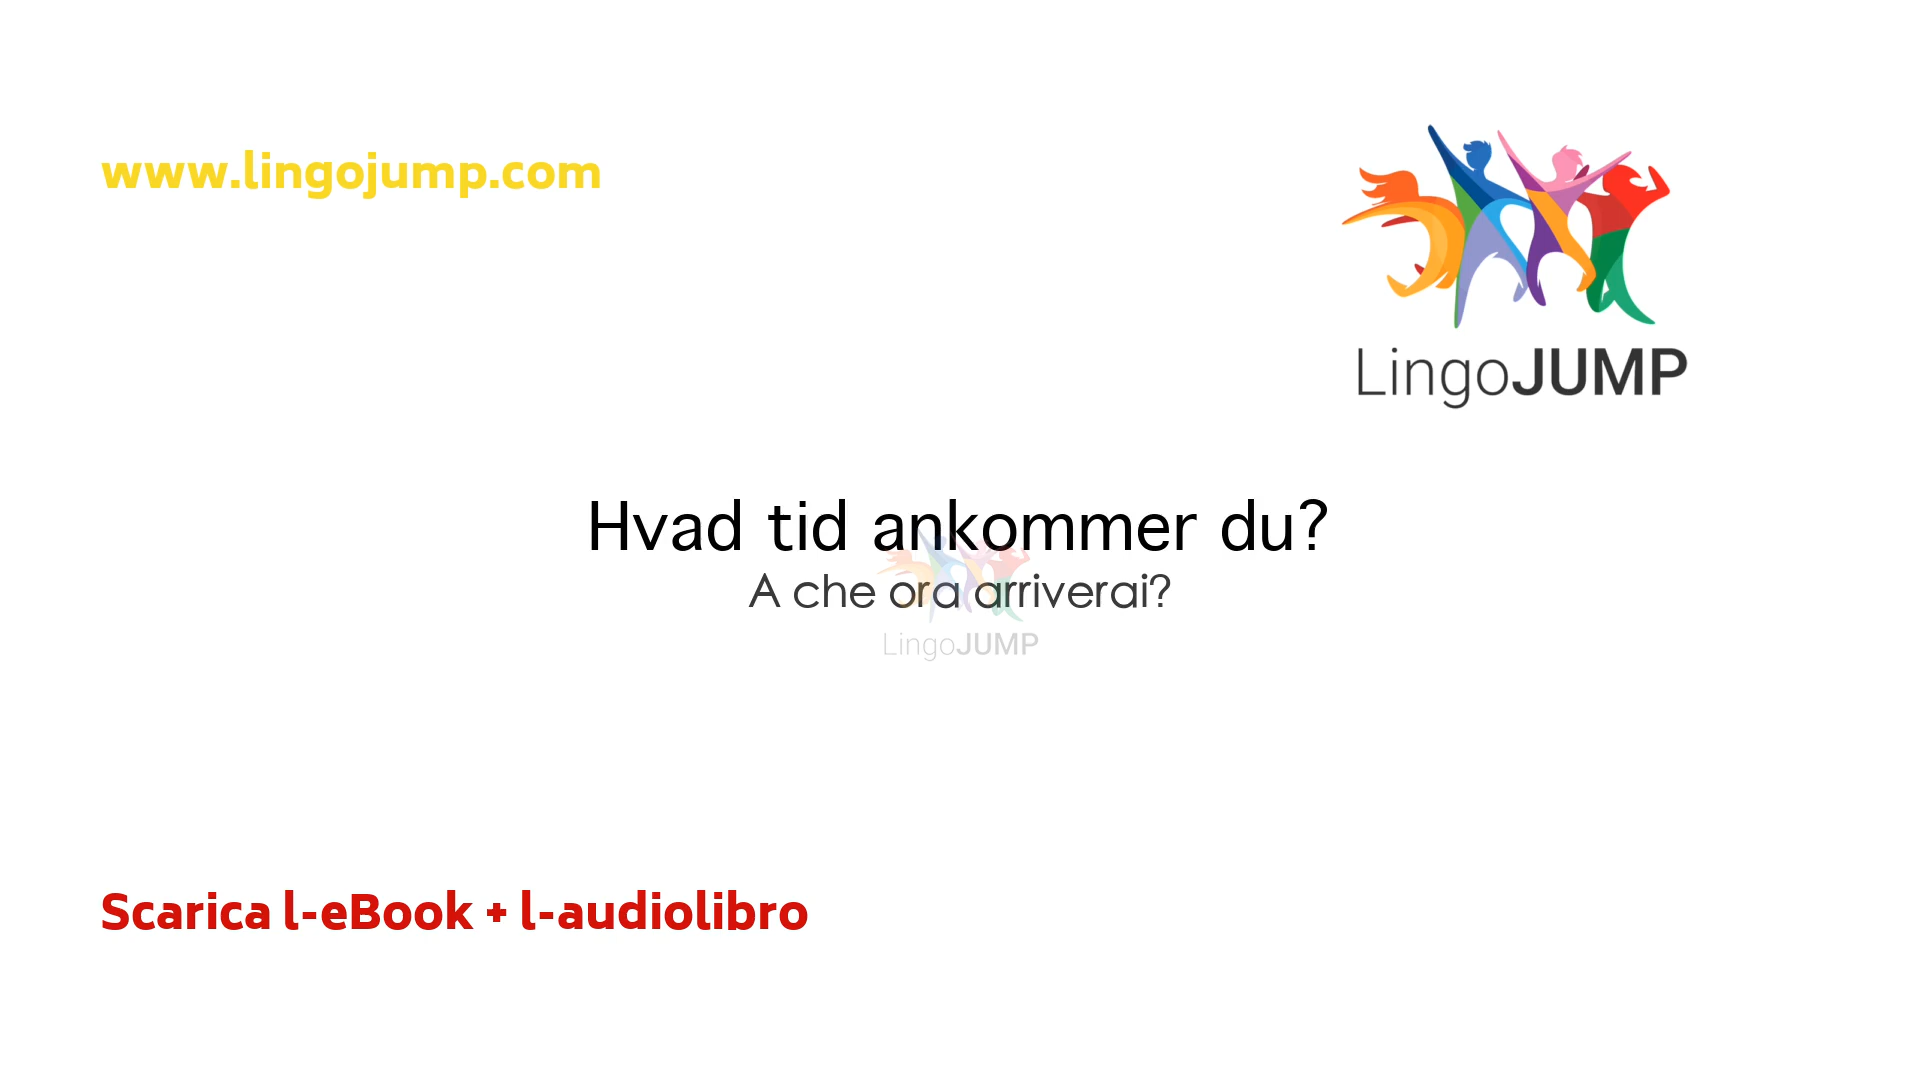 www.lingojump.com
LingoJUMP
Hvad tid ankommer du?
A che ora arriverai?
LingoJUMP
Scarica l-eBook + l-audiolibro